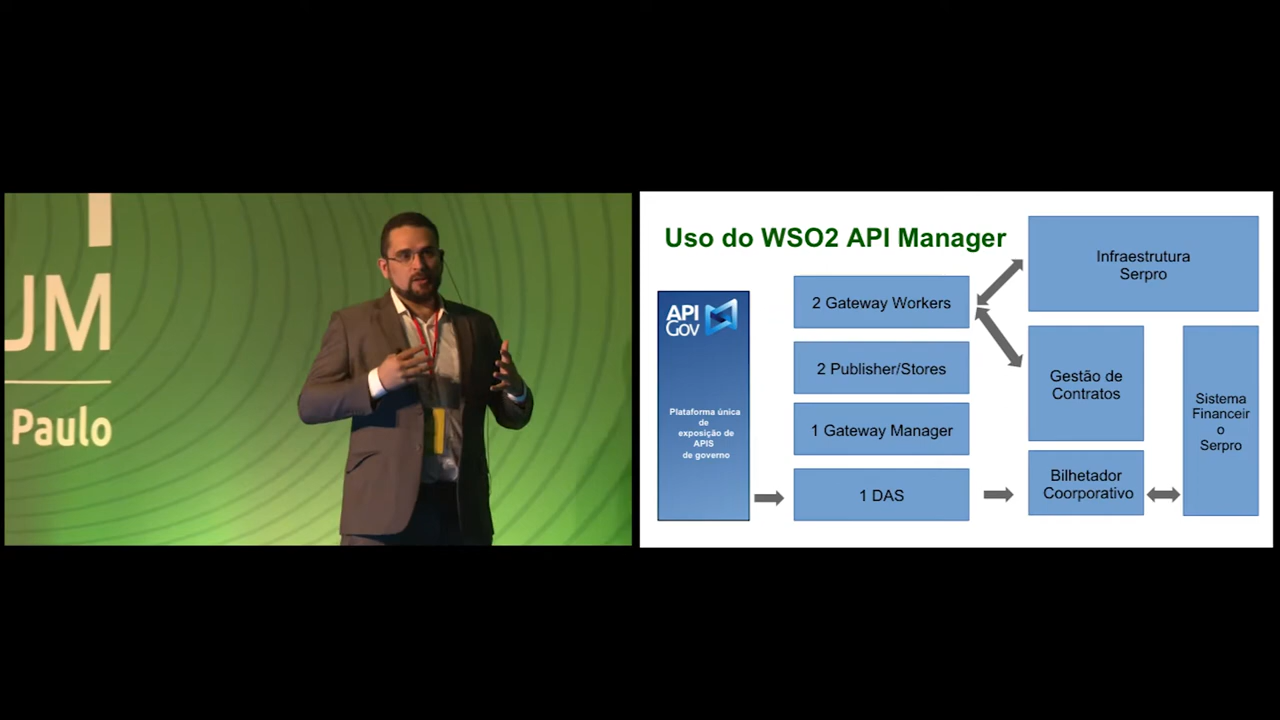 UM
Paulo
Uso do WSO2 API Manager
API
Gov
Plataforma única
de
exposição de
APIS
de governo
2 Gateway Workers
2 Publisher/Stores
1 Gateway Manager
1 DAS
Infraestrutura
Serpro
Gestão de
Contratos
Bilhetador
Coorporativo
Sistema
Financeir
o
Serpro